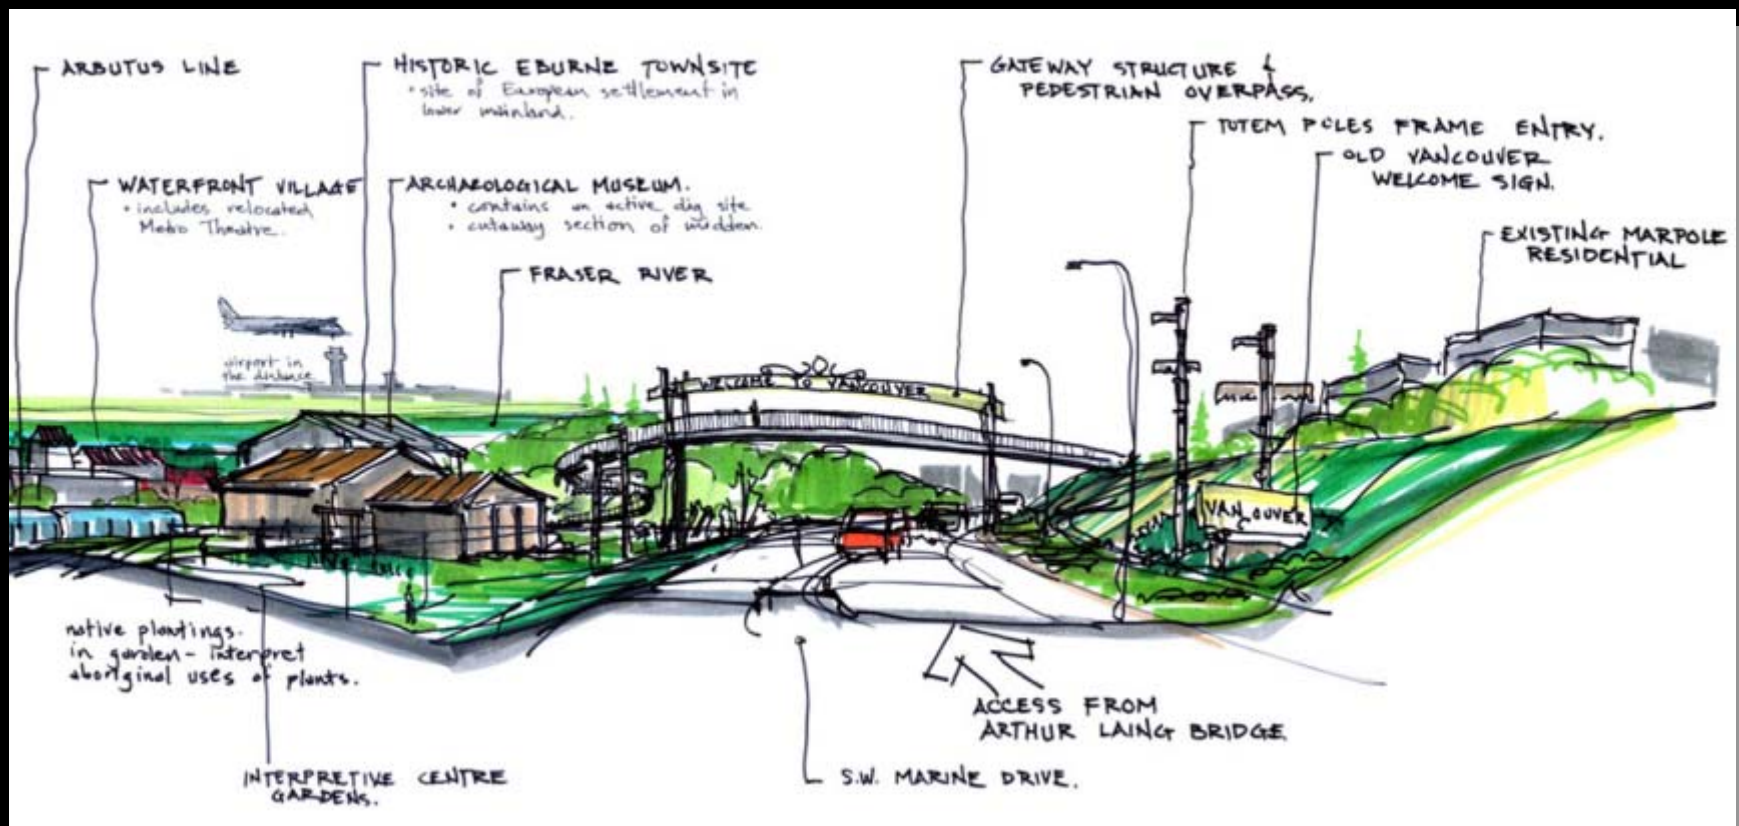 ARBUTUS LINE
HISTORIC EBURNE TOWNSITE
• site of European settlement in
lower mainland.
GATEWAY STRUCTURE &
PEDESTRIAN OVERPASS.
TOTEM POLES FRAME ENTRY.
OLD VANCOUVER
WELCOME SIGN.
WATERFRONT VILLAGE
• includes relocated
Metro Theatre.
ARCHAEOLOGICAL MUSEUM.
• contains an active dig site
• cutaway section of midden.
EXISTING MARPOLE
RESIDENTIAL
FRASER RIVER
airport in
the distance
WELCOME TO VANCOUVER
VANCOUVER
native plantings.
in garden - interpret
aboriginal uses of plants.
ACCESS FROM
ARTHUR LAING BRIDGE
INTERPRETIVE CENTRE
GARDENS.
S.W. MARINE DRIVE.